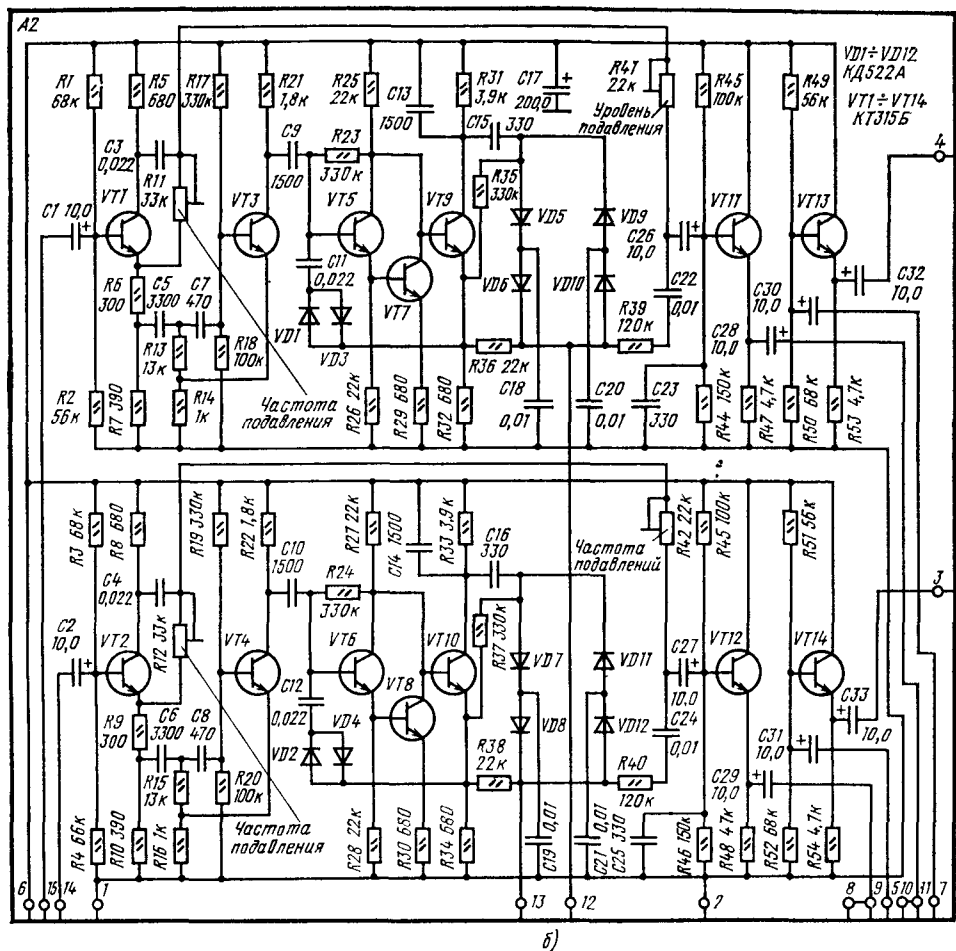 А2
VD1÷VD12
КД522А
VT1÷VT14
КТ315Б
R1
68к
R5
680
R17
330к
R21
1,8к
R25
22к
C13
1500
R31
3,9к
C17
200,0
R41
22к
R45
100к
R49
56к
Уровень
подавления
C3
0,022
R11
33к
C9
1500
R23
330к
C15
330
R35
330к
4
C1 10,0
VT1
VT3
VT5
VT9
VT7
VD5
VD9
C26
10,0
VT11
VT13
C32
10,0
R6
300
C5
3300
C7
470
C11
0,022
VD6
VD10
C22
0,01
C30
10,0
R13
13к
R18
100к
VD1
VD3
R39
120к
C28
10,0
R36 22к
R2
56к
R7 390
R14
1к
Частота
подавления
R26 22к
R29 680
R32 680
C18
0,01
C20
0,01
C23
330
R44 150к
R47 4,7к
R50 68к
R53 4,7к
R3 68к
R8 680
R19 330к
R22 1,8к
R27 22к
C14 1500
R33 3,9к
C16
330
R42 22к
R45 100к
R51 56к
Частота
подавлений
C4
0,022
R12 33к
C10
1500
R24
330к
R37 330к
3
C2
10,0
VT2
VT4
VT6
VT10
VT8
VD7
VD11
C27
10,0
VT12
VT14
C33
10,0
R9
300
C6
3300
C8
470
C12
0,022
VD4
VD2
VD8
VD12
C24
0,01
C31
10,0
R15
13к
R20
100к
R38
22к
R40
120к
C29
10,0
R4 66к
R10 390
R16 1к
Частота
подавления
R28 22к
R30 680
R34 680
C19 0,01
C21 0,01
C25 330
R46 150к
R48 4,7к
R52 68к
R54 4,7к
6 15 14 1 13 12 2 8 9 5 10 11 7
б)